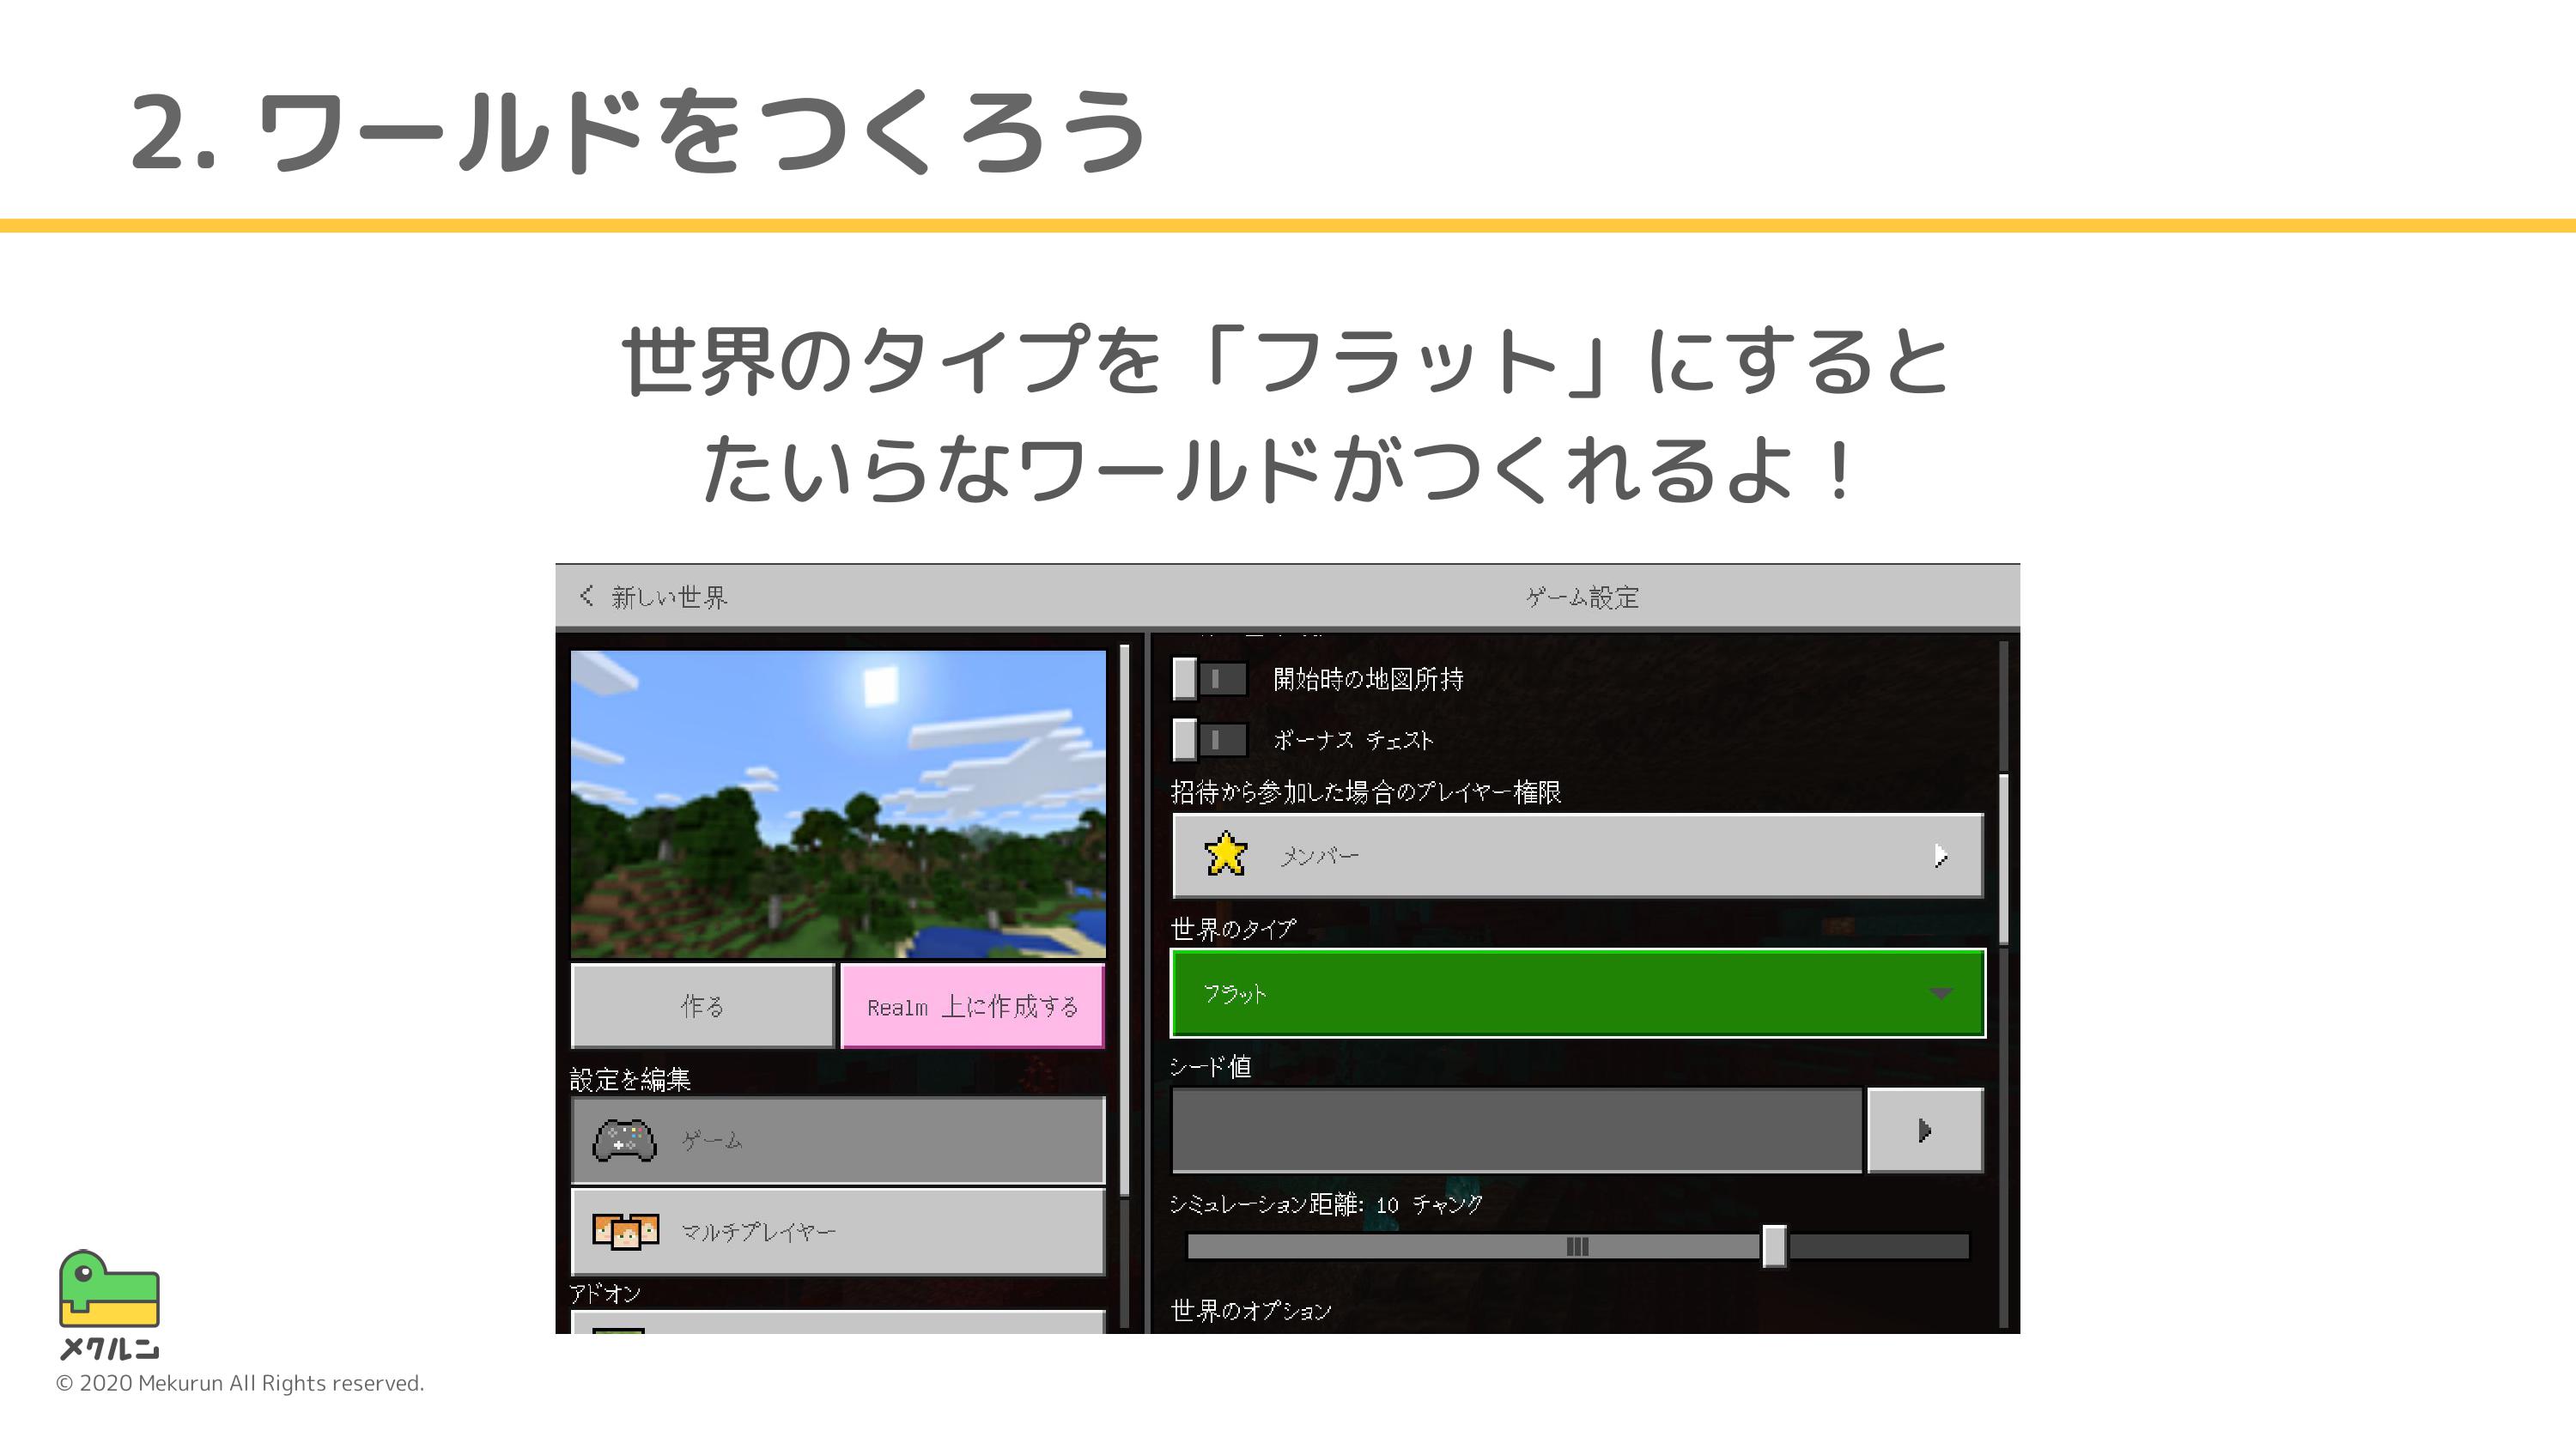 2. ワールドをつくろう
世界のタイプを「フラット」にすると
たいらなワールドがつくれるよ！
新しい世界
ゲーム設定
作る
Realm 上に作成する
設定を編集
ゲーム
マルチプレイヤー
アドオン
開始時の地図所持
ボーナス チェスト
招待から参加した場合のプレイヤー権限
メンバー
世界のタイプ
フラット
シード値
シミュレーション距離: 10 チャンク
世界のオプション
メクルン
© 2020 Mekurun All Rights reserved.